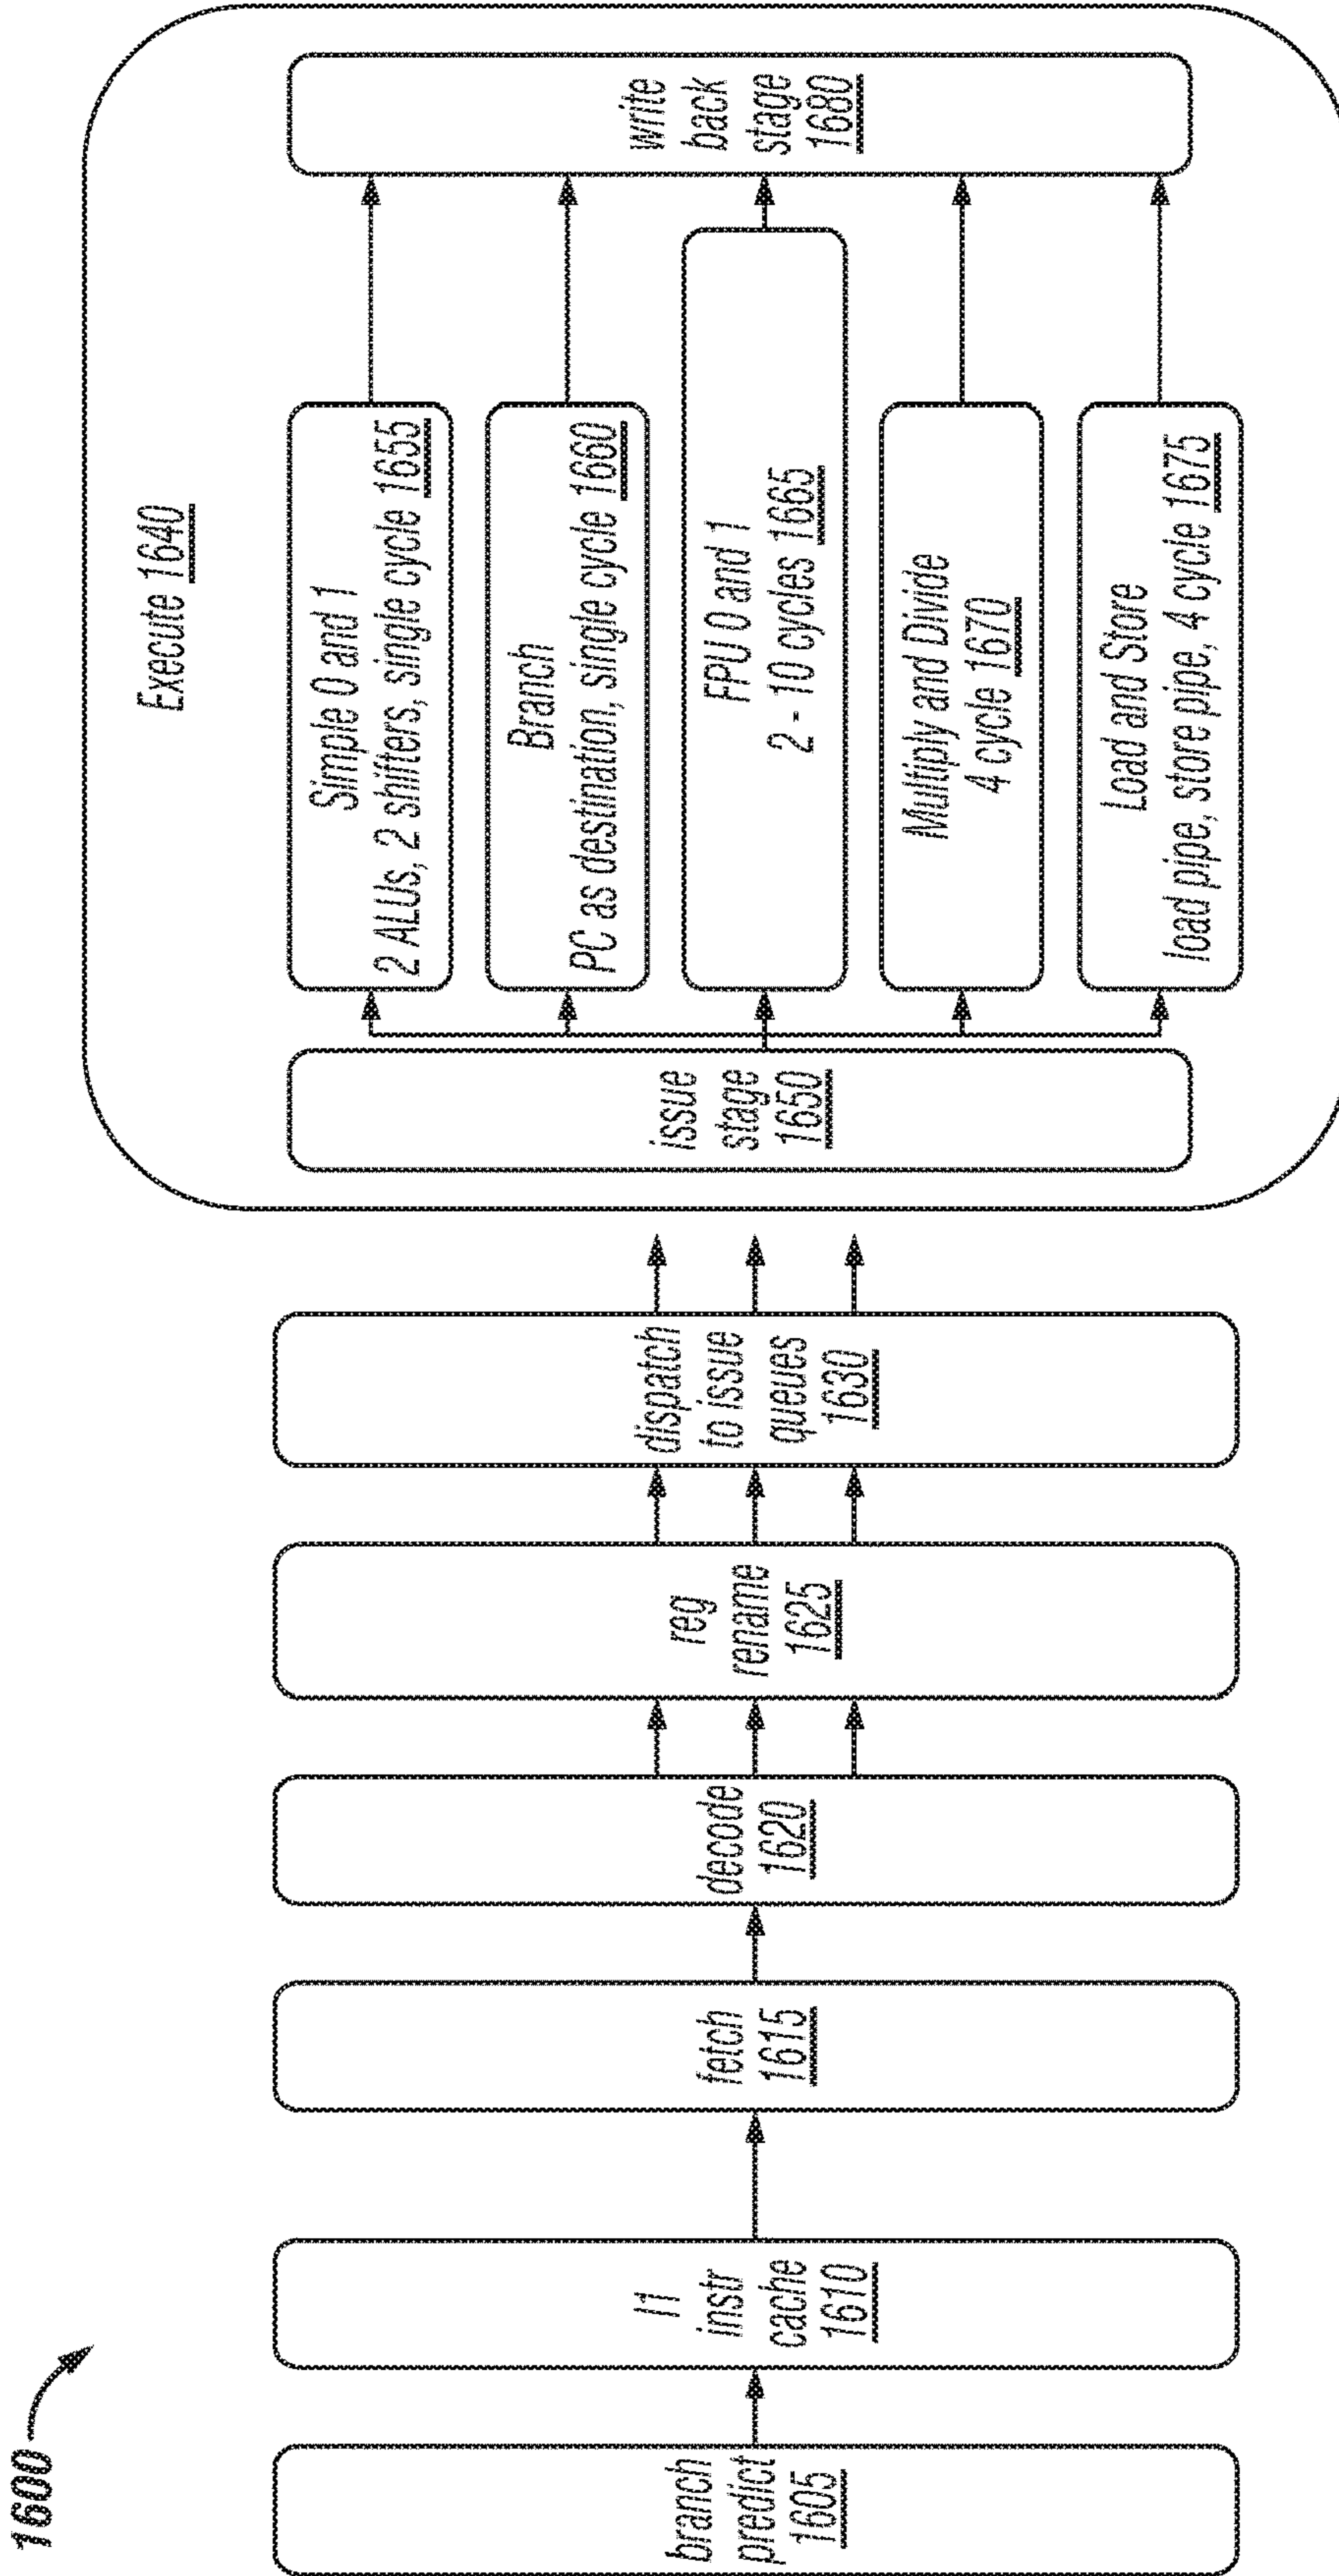 1600
branch
predict
1605
l1
instr
cache
1610
fetch
1615
decode
1620
reg
rename
1625
dispatch
to issue
queues
1630
Execute 1640
issue
stage
1650
Simple 0 and 1
2 ALUs, 2 shifters, single cycle 1655
Branch
PC as destination, single cycle 1660
FPU 0 and 1
2 - 10 cycles 1665
Multiply and Divide
4 cycle 1670
Load and Store
load pipe, store pipe, 4 cycle 1675
write
back
stage
1680